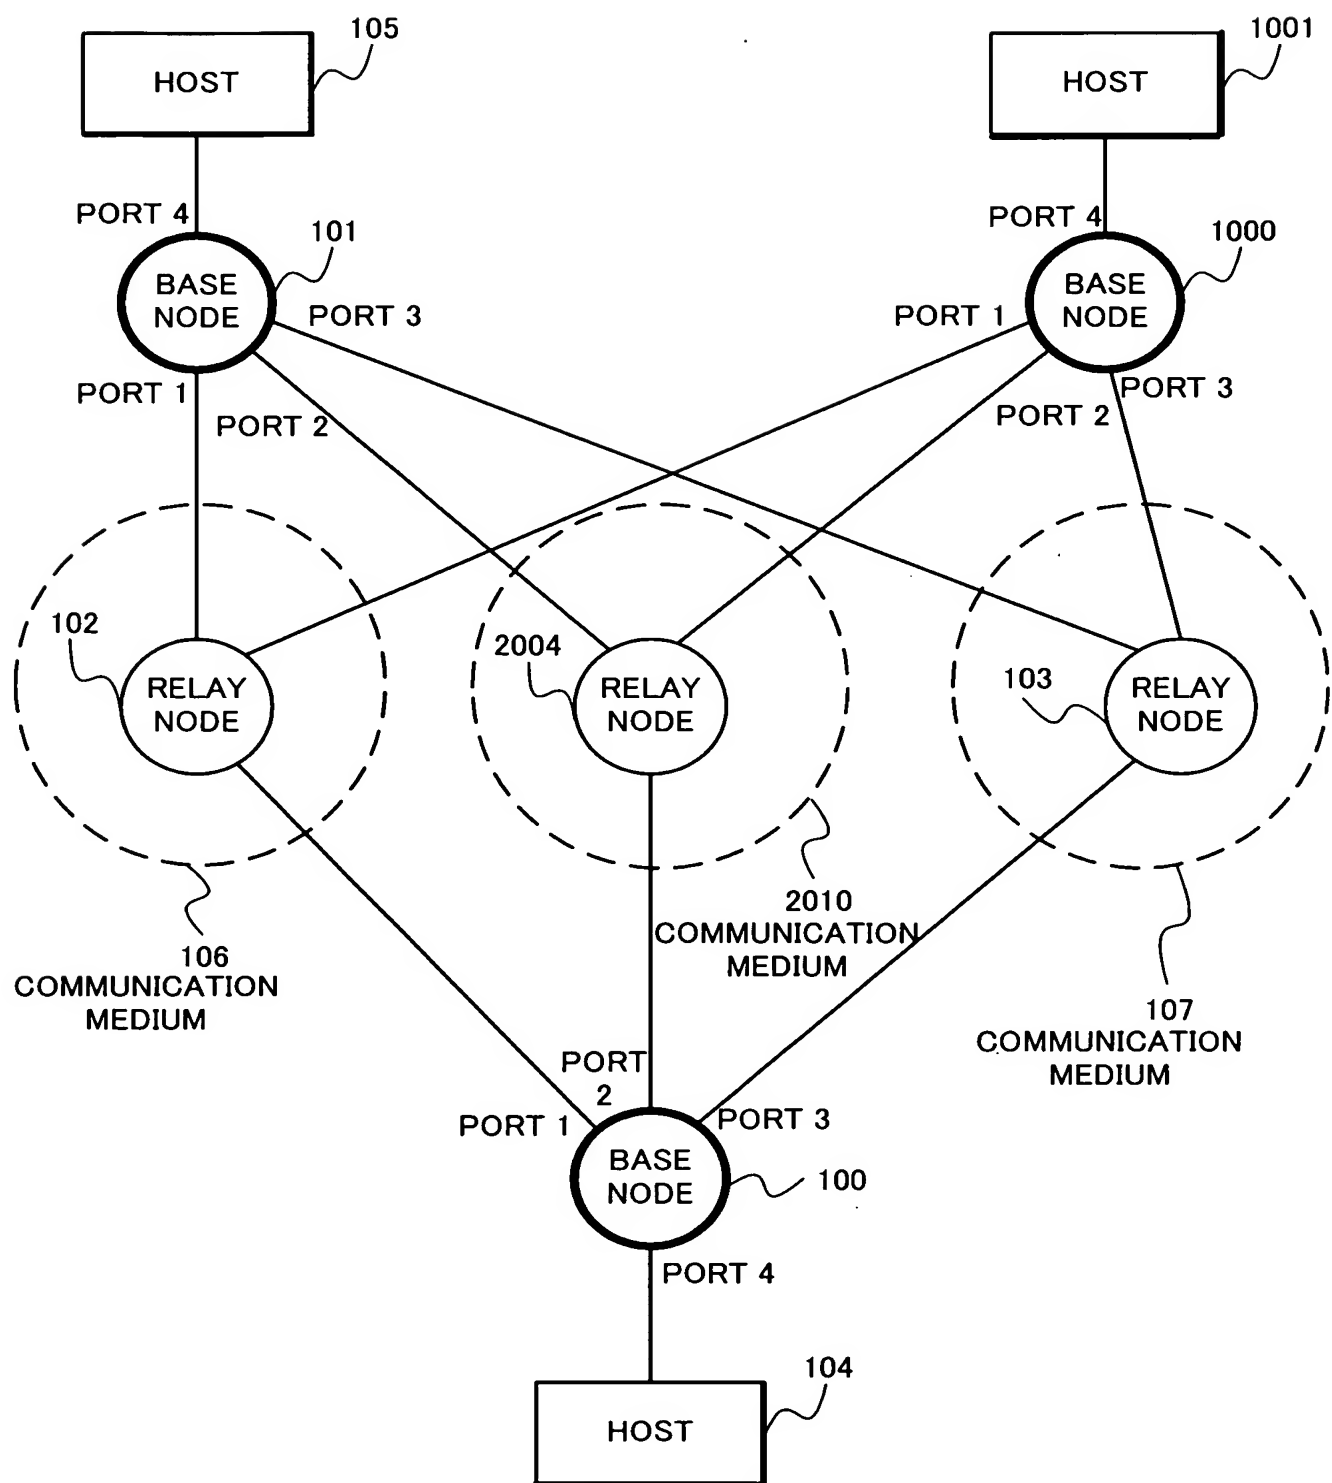 105
HOST
1001
HOST
PORT 4
101
BASE
NODE
PORT 3
PORT 1
PORT 2
PORT 4
1000
BASE
NODE
PORT 1
PORT 3
PORT 2
102
RELAY
NODE
2004
RELAY
NODE
103
RELAY
NODE
106
COMMUNICATION
MEDIUM
2010
COMMUNICATION
MEDIUM
107
COMMUNICATION
MEDIUM
PORT
2
PORT 1
PORT 3
BASE
NODE
100
PORT 4
104
HOST